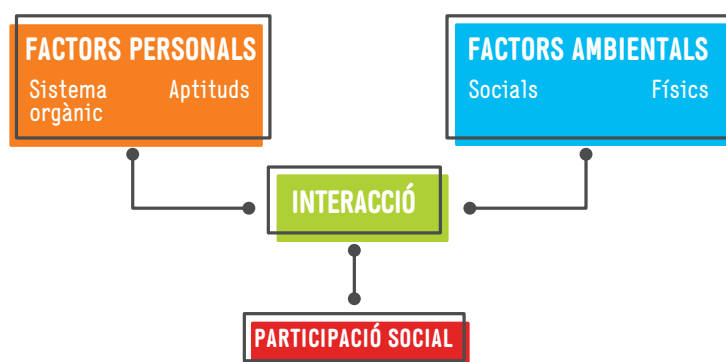 FACTORS PERSONALS
Sistema orgànic
Aptituds
FACTORS AMBIENTALS
Socials
Físics
INTERACCIÓ
PARTICIPACIÓ SOCIAL